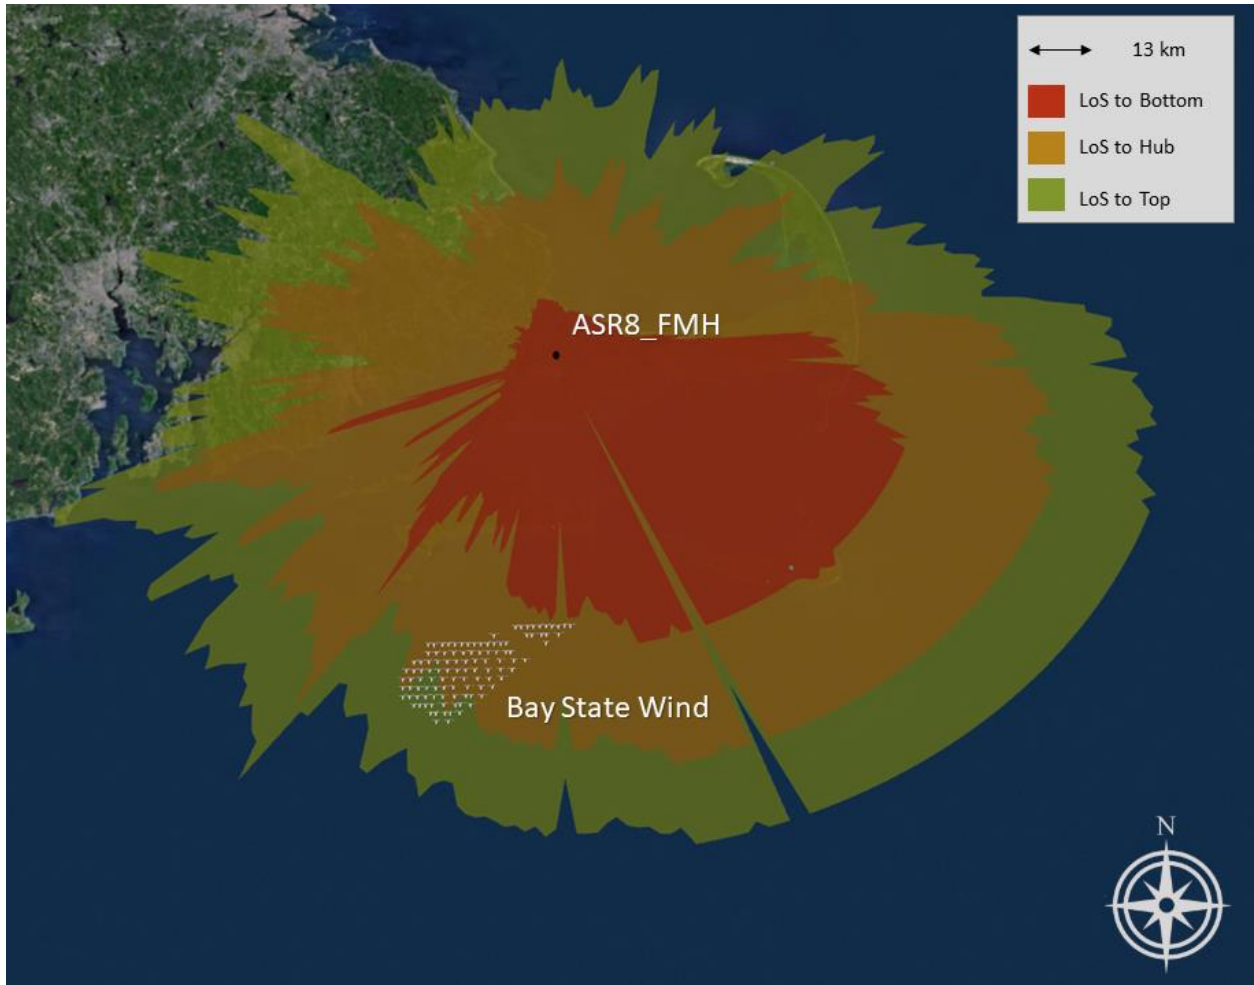 13 km
LoS to Bottom
LoS to Hub
LoS to Top
ASR8_FMH
Bay State Wind
N